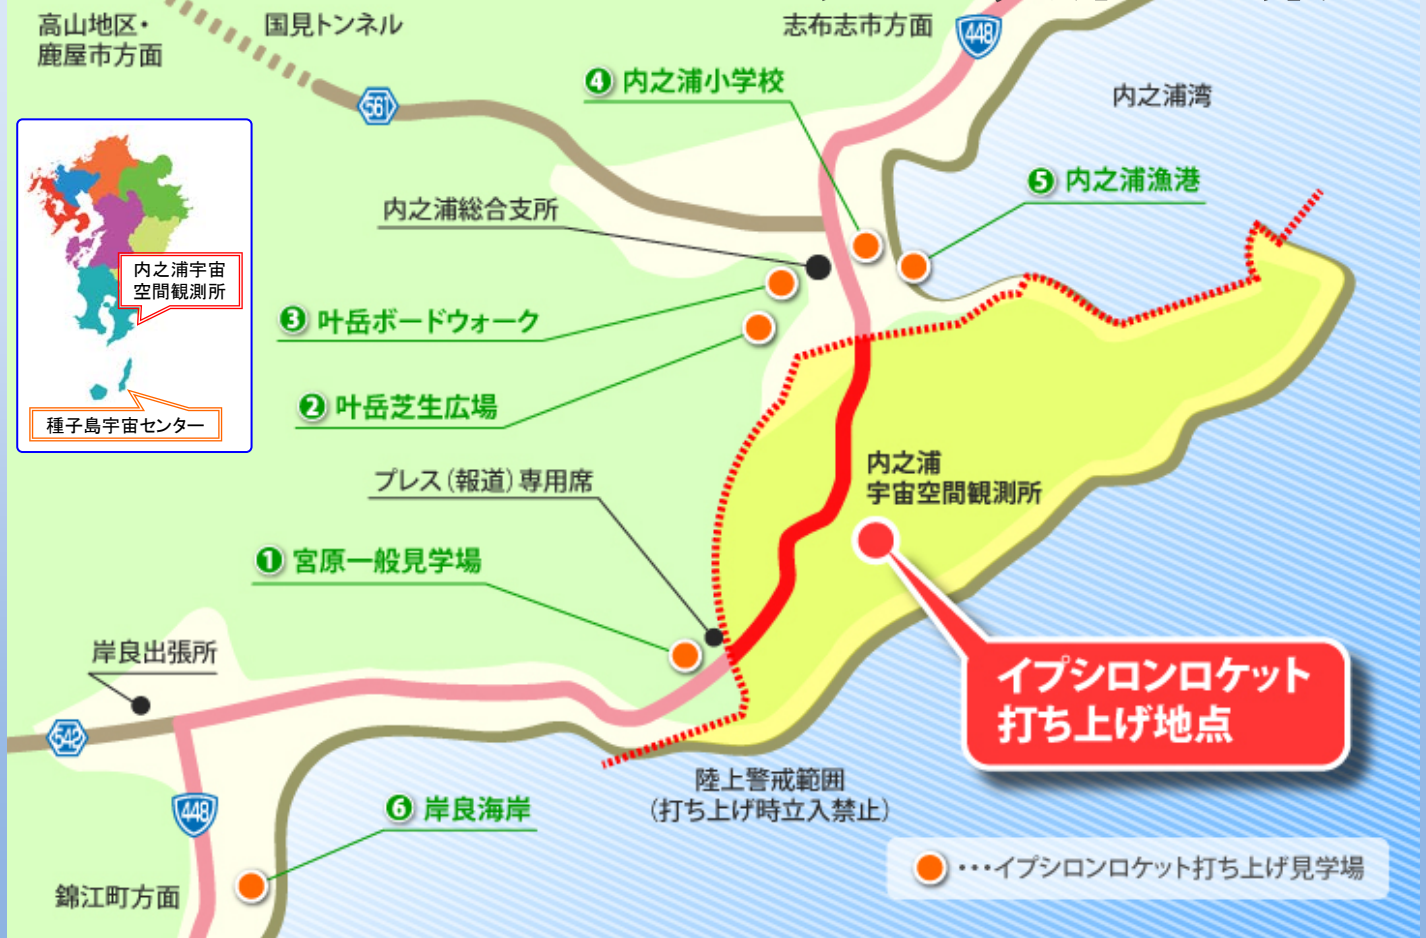 高山地区・
鹿屋市方面
国見トンネル
志布志市方面
448
561
④ 内之浦小学校
内之浦湾
⑤ 内之浦漁港
内之浦総合支所
内之浦宇宙
空間観測所
③ 叶岳ボードウォーク
② 叶岳芝生広場
種子島宇宙センター
内之浦
宇宙空間観測所
プレス(報道)専用席
① 宮原一般見学場
岸良出張所
イプシロンロケット
打ち上げ地点
542
陸上警戒範囲
(打ち上げ時立入禁止)
448
⑥ 岸良海岸
錦江町方面
・・・イプシロンロケット打ち上げ見学場